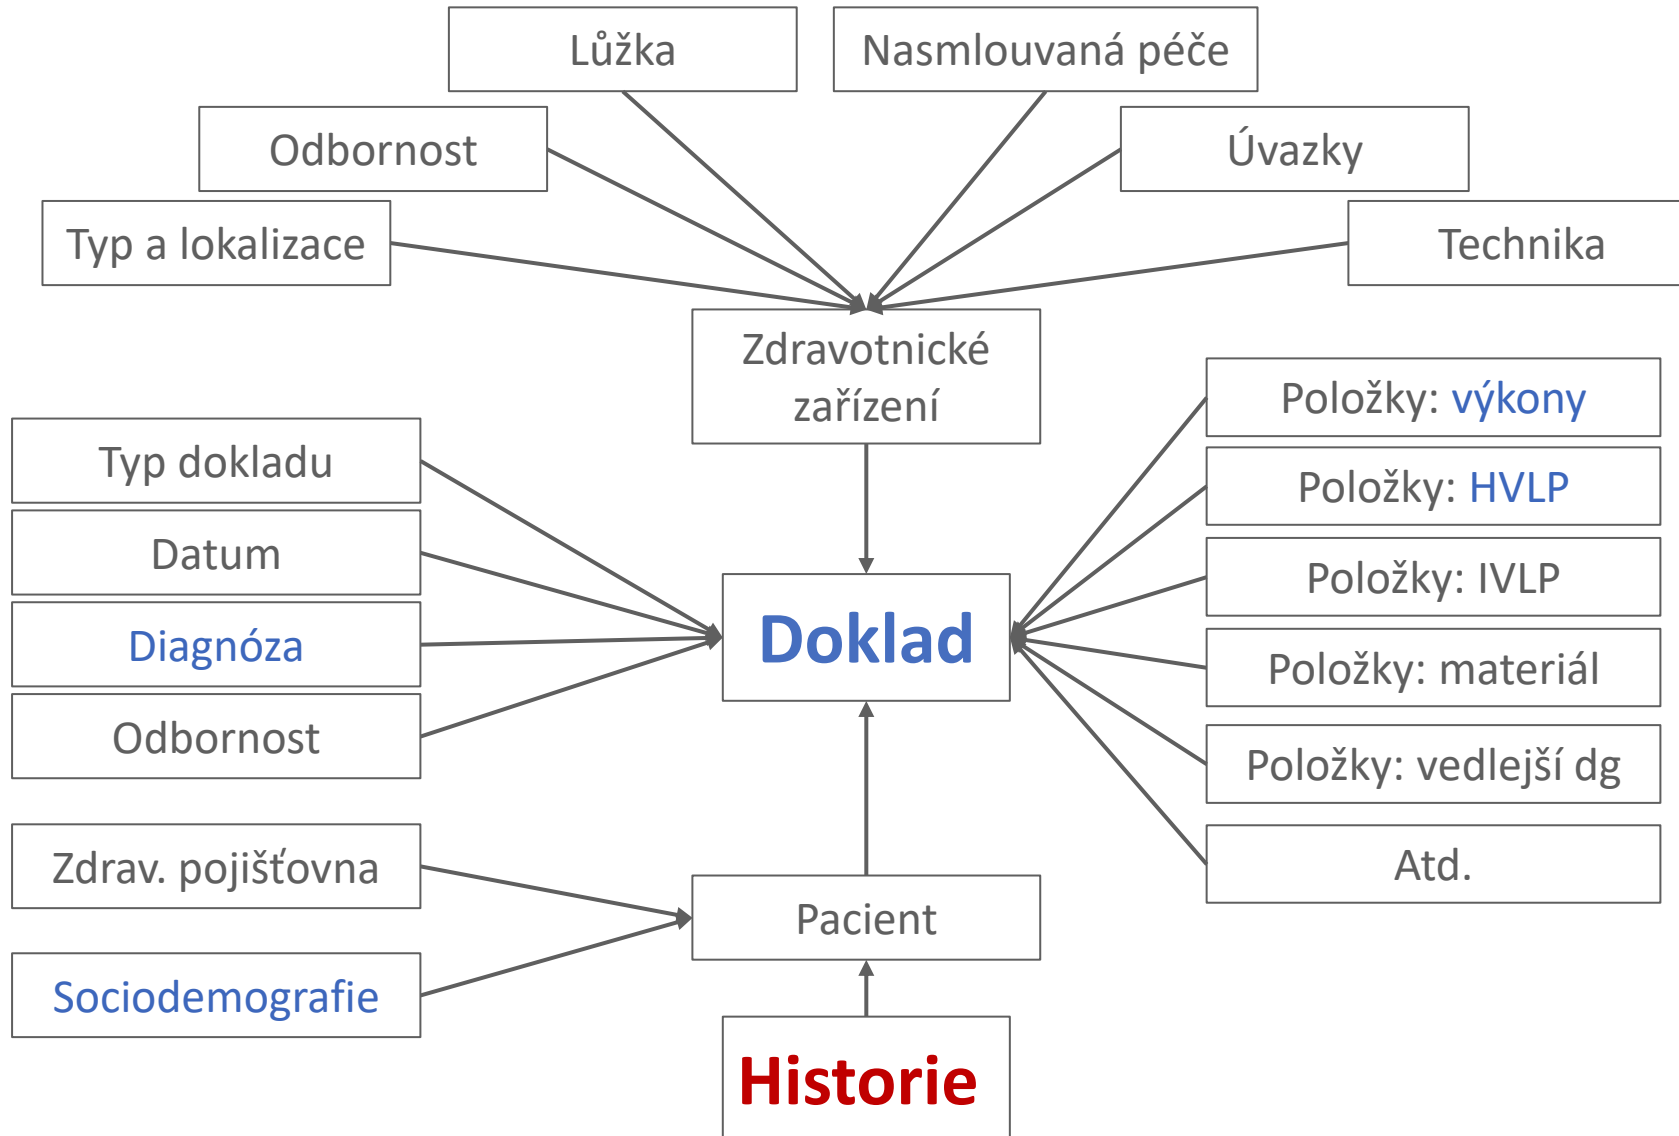 Lůžka
Nasmlouvaná péče
Odbornost
Úvazky
Typ a lokalizace
Technika
Zdravotnické
zařízení
Typ dokladu
Datum
Diagnóza
Odbornost
Doklad
Položky: výkony
Položky: HVLP
Položky: IVLP
Položky: materiál
Položky: vedlejší dg
Atd.
Zdrav. pojišťovna
Sociodemografie
Pacient
Historie